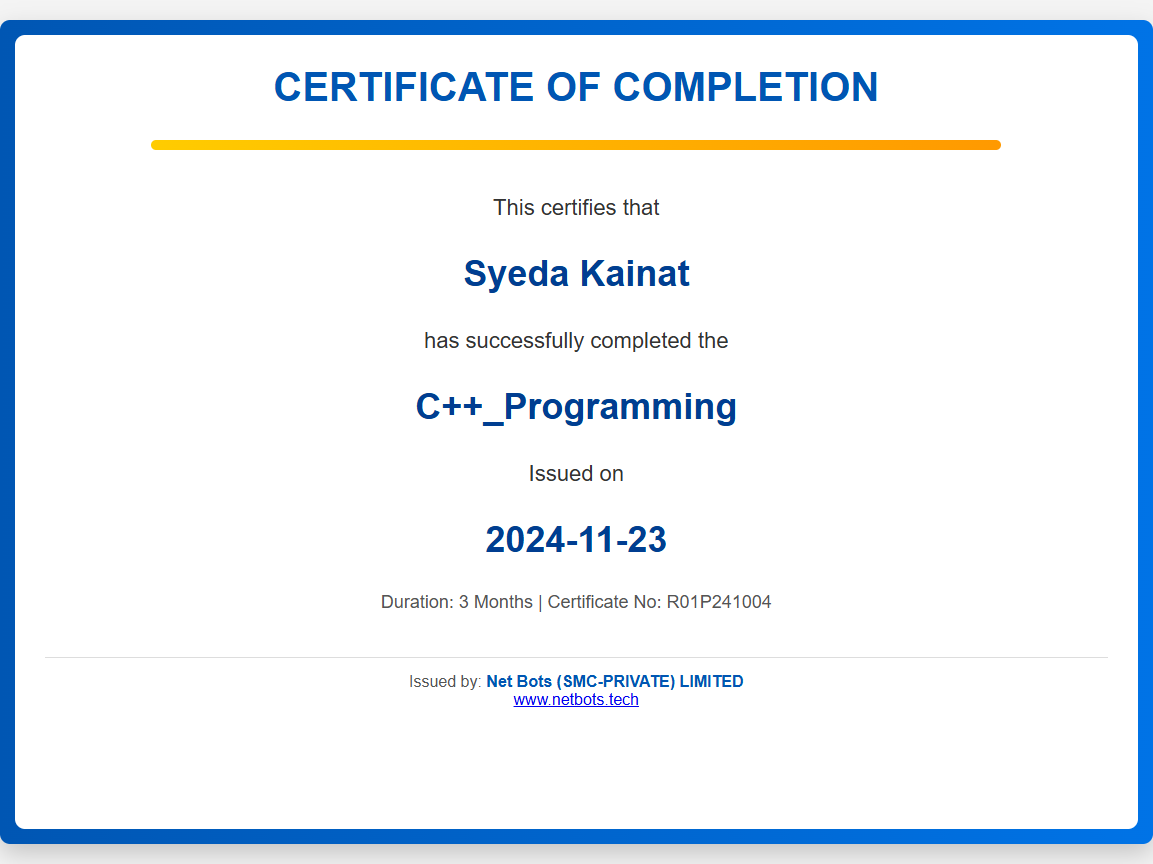 CERTIFICATE OF COMPLETION
This certifies that
Syeda Kainat
has successfully completed the
C++_Programming
Issued on
2024-11-23
Duration: 3 Months | Certificate No: R01P241004
Issued by: Net Bots (SMC-PRIVATE) LIMITED
www.netbots.tech